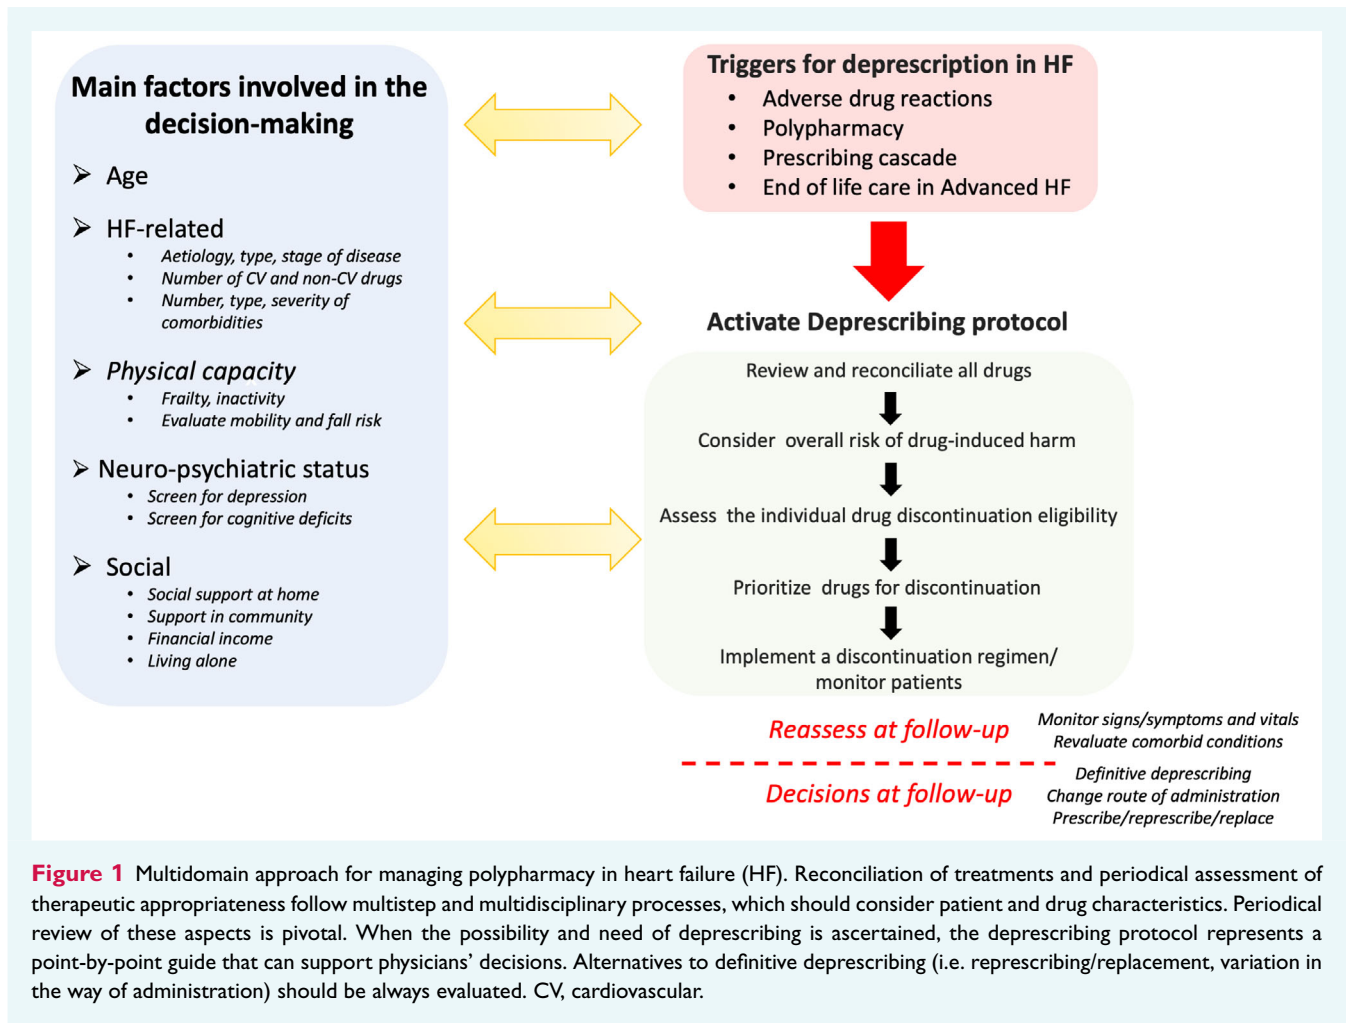 Main factors involved in the
decision-making
➢ Age
➢ HF-related
• Aetiology, type, stage of disease
• Number of CV and non-CV drugs
• Number, type, severity of
comorbidities
➢ Physical capacity
• Frailty, inactivity
• Evaluate mobility and fall risk
➢ Neuro-psychiatric status
• Screen for depression
• Screen for cognitive deficits
➢ Social
• Social support at home
• Support in community
• Financial income
• Living alone
Triggers for deprescription in HF
• Adverse drug reactions
• Polypharmacy
• Prescribing cascade
• End of life care in Advanced HF
Activate Deprescribing protocol
Review and reconciliate all drugs
Consider overall risk of drug-induced harm
Assess the individual drug discontinuation eligibility
Prioritize drugs for discontinuation
Implement a discontinuation regimen/
monitor patients
Reassess at follow-up
Monitor signs/symptoms and vitals
Revaluate comorbid conditions
Decisions at follow-up
Definitive deprescribing
Change route of administration
Prescribe/represcribe/replace
Figure 1 Multidomain approach for managing polypharmacy in heart failure (HF). Reconciliation of treatments and periodical assessment of
therapeutic appropriateness follow multistep and multidisciplinary processes, which should consider patient and drug characteristics. Periodical
review of these aspects is pivotal. When the possibility and need of deprescribing is ascertained, the deprescribing protocol represents a
point-by-point guide that can support physicians' decisions. Alternatives to definitive deprescribing (i.e. represcribing/replacement, variation in
the way of administration) should be always evaluated. CV, cardiovascular.